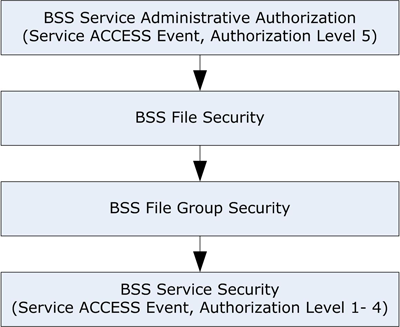 BSS Service Administrative Authorization
(Service ACCESS Event, Authorization Level 5)
BSS File Security
BSS File Group Security
BSS Service Security
(Service ACCESS Event, Authorization Level 1- 4)